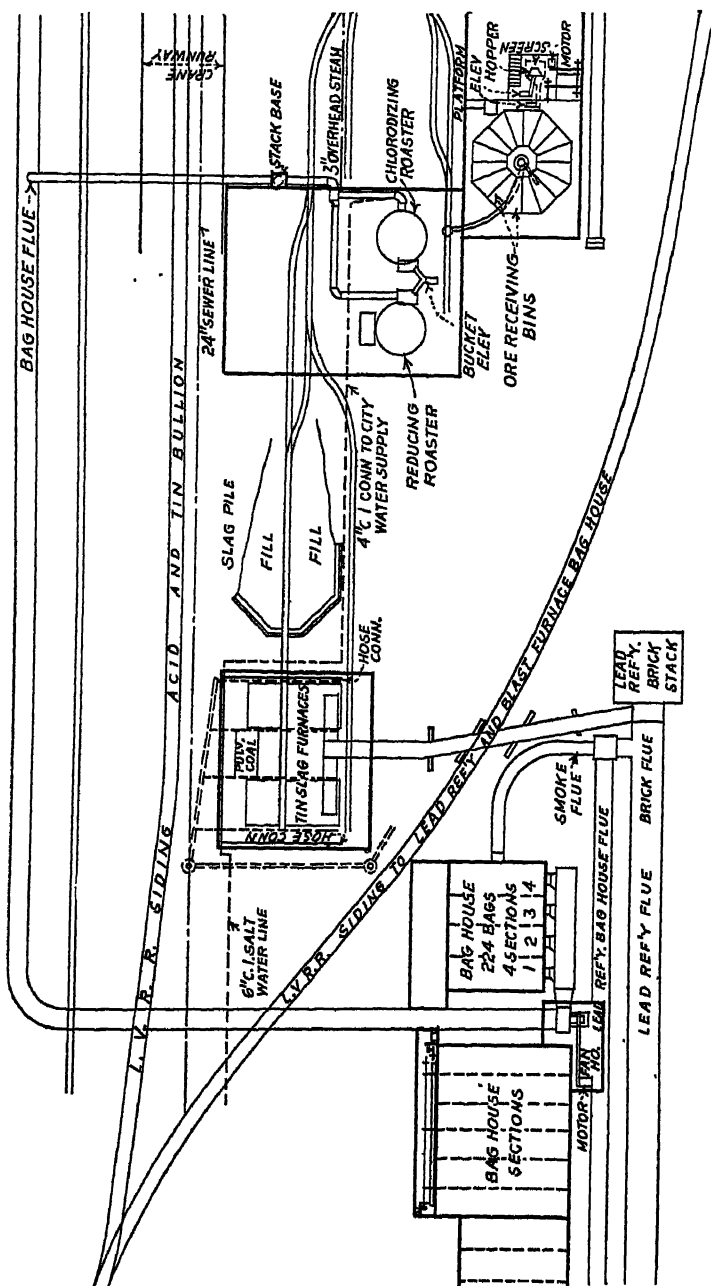 CRANE
RUNWAY
BAG HOUSE FLUE
STACK BASE
3" OVERHEAD STEAM
CHLORODIZING
ROASTER
PLATFORM
ELEV
HOPPER
SCREEN
MOTOR
24" SEWER LINE
BUCKET
ELEV
ORE RECEIVING
BINS
REDUCING
ROASTER
4" C I CONN TO CITY
WATER SUPPLY
SLAG PILE
FILL
FILL
L. V. R. R. SIDING ACID AND TIN BULLION
HOSE
CONN.
PULV.
COAL
TIN SLAG FURNACES
HOSE CONN
6" C. I. SALT
WATER LINE
L.V.R.R. SIDING TO LEAD REF'Y AND BLAST FURNACE BAG HOUSE
LEAD
REF'Y.
BRICK
STACK
SMOKE
FLUE
BRICK FLUE
BAG HOUSE
224 BAGS
4 SECTIONS
1 2 3 4
LEAD REF'Y. BAG HOUSE FLUE
LEAD REF'Y FLUE
FAN
HO.
MOTOR
BAG HOUSE
SECTIONS